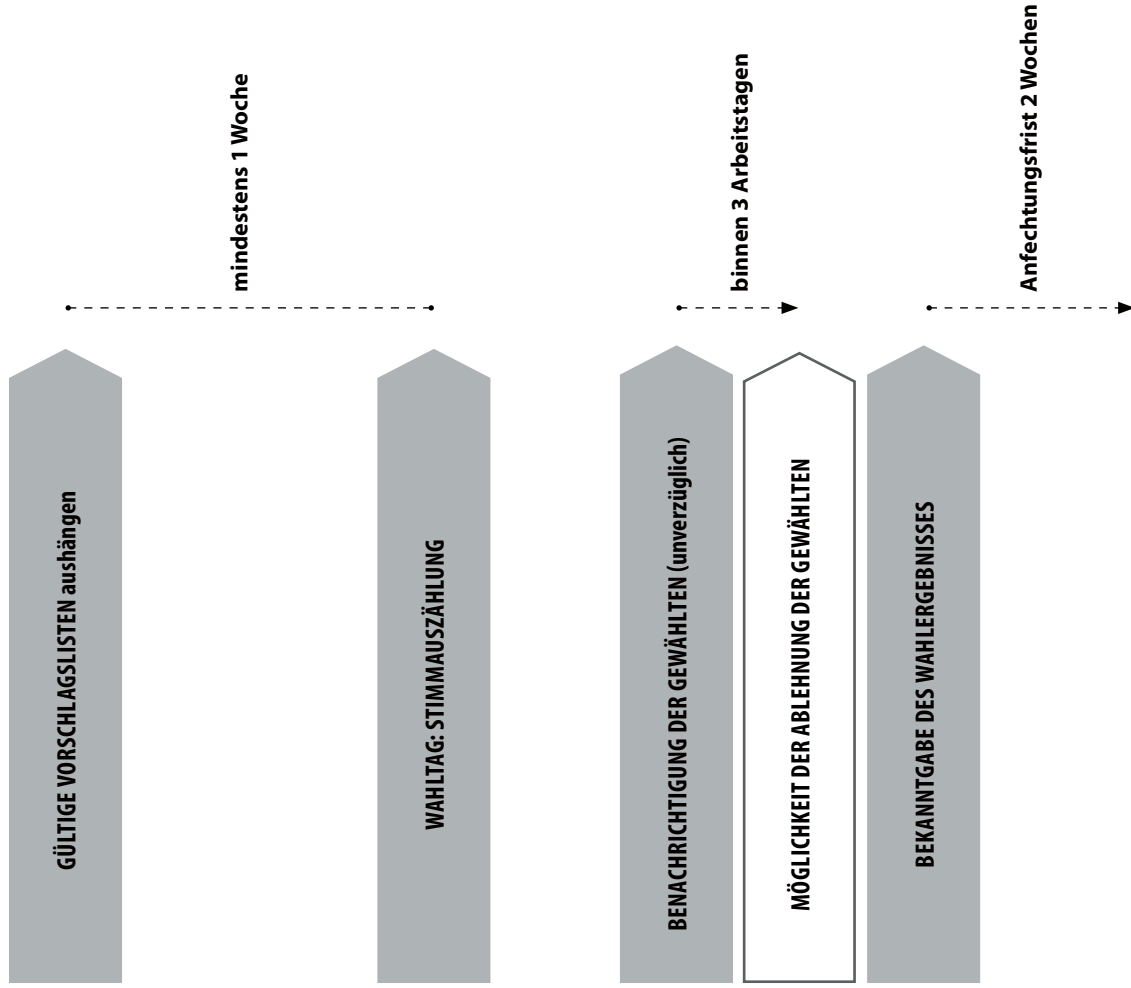 GÜLTIGE VORSCHLAGSLISTEN aushängen
mindestens 1 Woche
WAHLTAG: STIMMAUSZÄHLUNG
BENACHRICHTIGUNG DER GEWÄHLTEN (unverzüglich)
binnen 3 Arbeitstagen
MÖGLICHKEIT DER ABLEHNUNG DER GEWÄHLTEN
BEKANNTGABE DES WAHLERGEBNISSES
Anfechtungsfrist 2 Wochen